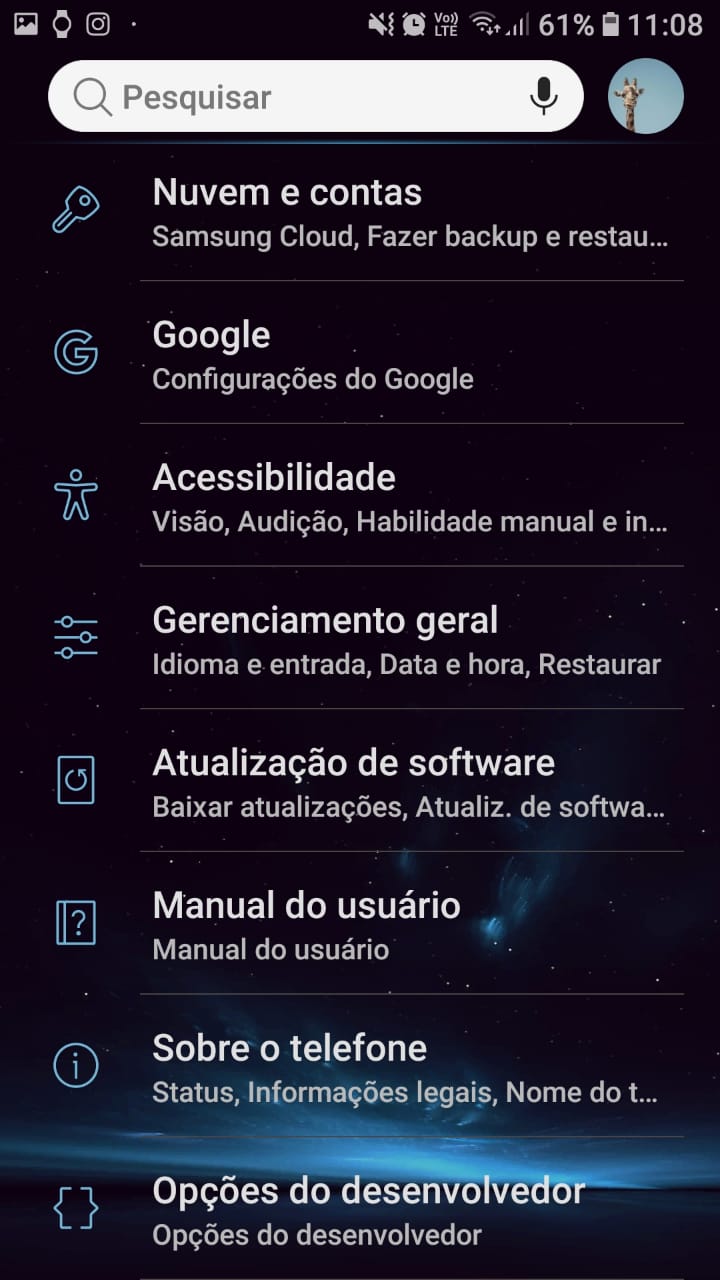 Vo)) LTE 61% 11:08
Pesquisar
Nuvem e contas
Samsung Cloud, Fazer backup e restau...
Google
Configurações do Google
Acessibilidade
Visão, Audição, Habilidade manual e in...
Gerenciamento geral
Idioma e entrada, Data e hora, Restaurar
Atualização de software
Baixar atualizações, Atualiz. de softwa...
Manual do usuário
Manual do usuário
Sobre o telefone
Status, Informações legais, Nome do t...
Opções do desenvolvedor
Opções do desenvolvedor